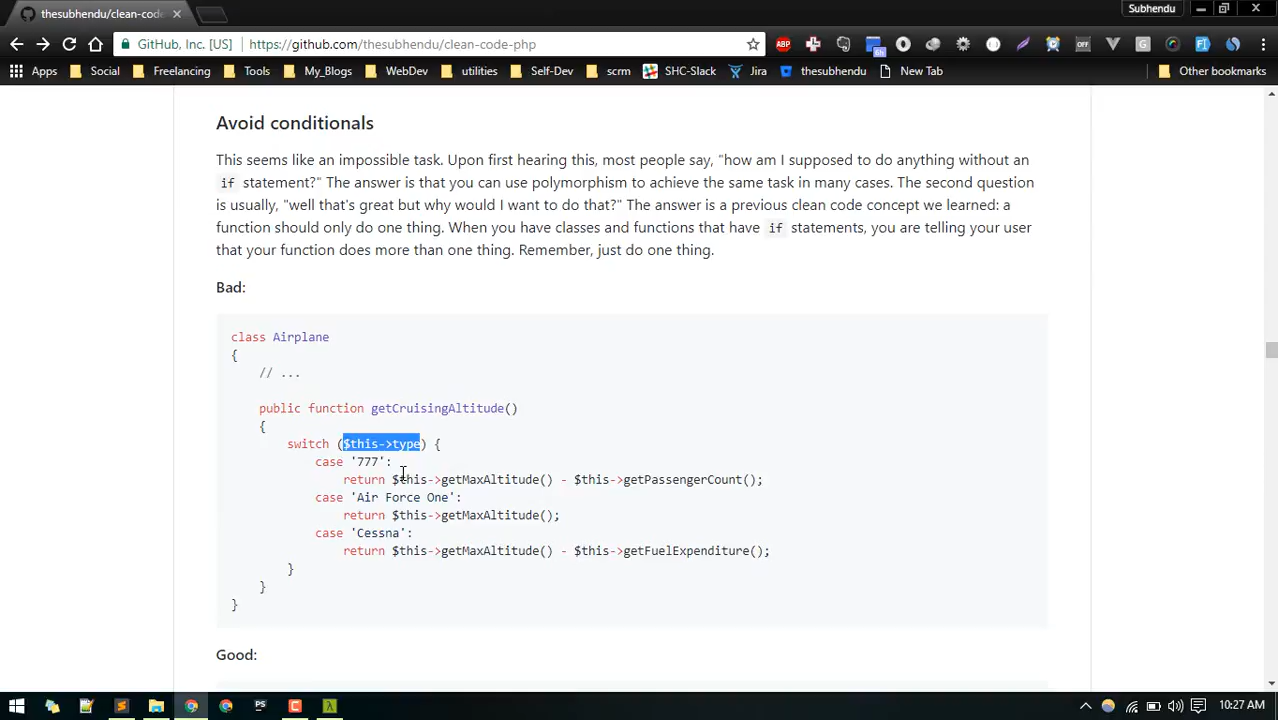 thesubhendu/clean-code-
Subhendu
GitHub, Inc. [US]
https://github.com/thesubhendu/clean-code-php
ABP
6h
OFF
G
Apps
Social
Freelancing
Tools
My_Blogs
WebDev
utilities
Self-Dev
scrm
SHC-Slack
Jira
thesubhendu
New Tab
Other bookmarks
Avoid conditionals
This seems like an impossible task. Upon first hearing this, most people say, "how am I supposed to do anything without an
if statement?" The answer is that you can use polymorphism to achieve the same task in many cases. The second question
is usually, "well that's great but why would I want to do that?" The answer is a previous clean code concept we learned: a
function should only do one thing. When you have classes and functions that have if statements, you are telling your user
that your function does more than one thing. Remember, just do one thing.
Bad:
class Airplane
{
// ...
public function getCruisingAltitude()
{
switch ($this->type) {
case '777':
return $this->getMaxAltitude() - $this->getPassengerCount();
case 'Air Force One':
return $this->getMaxAltitude();
case 'Cessna':
return $this->getMaxAltitude() - $this->getFuelExpenditure();
}
}
}
Good:
PS
C
λ
10:27 AM